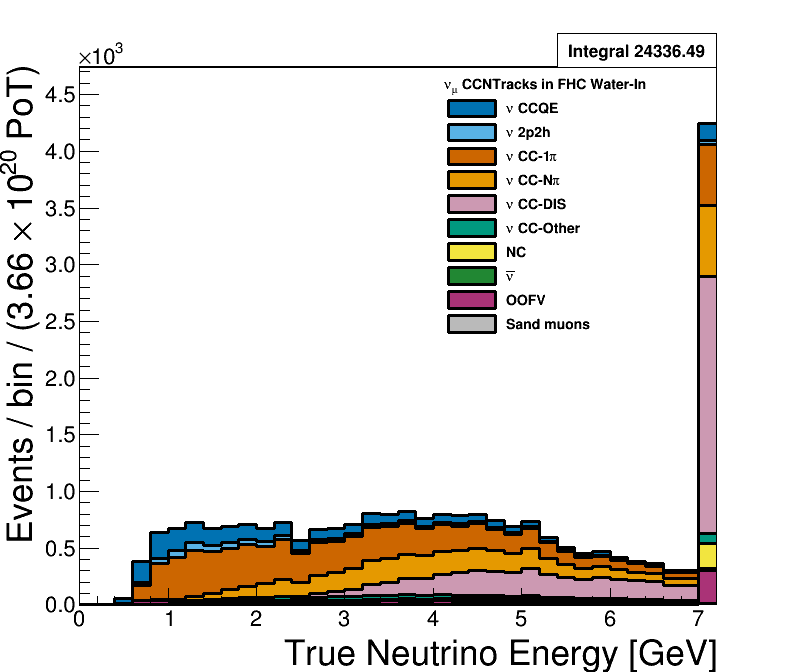 Integral 24336.49
×10³
Events / bin / (3.66 × 10²⁰ PoT)
4.5
4.0
3.5
3.0
2.5
2.0
1.5
1.0
0.5
0.0
ν_μ CCNTracks in FHC Water-In
ν CCQE
ν 2p2h
ν CC-1π
ν CC-Nπ
ν CC-DIS
ν CC-Other
NC
ν̅
OOFV
Sand muons
0 1 2 3 4 5 6 7
True Neutrino Energy [GeV]